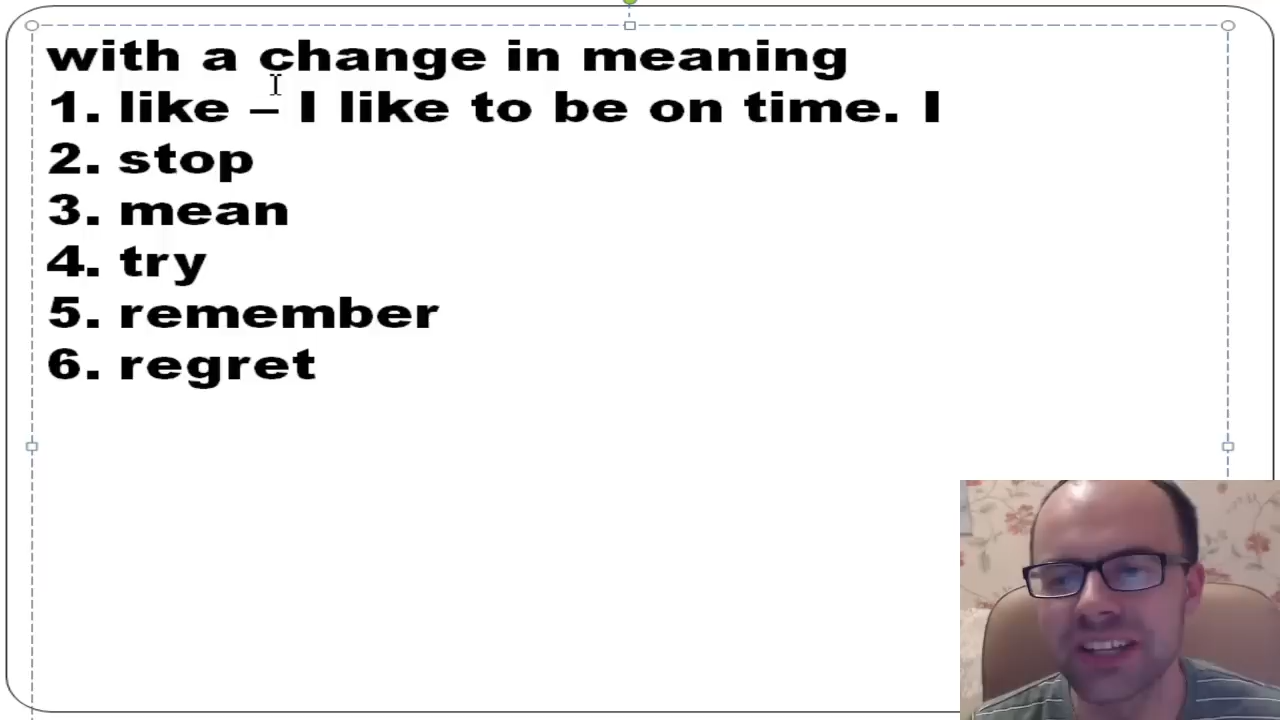 with a change in meaning
1. like – I like to be on time. I
2. stop
3. mean
4. try
5. remember
6. regret